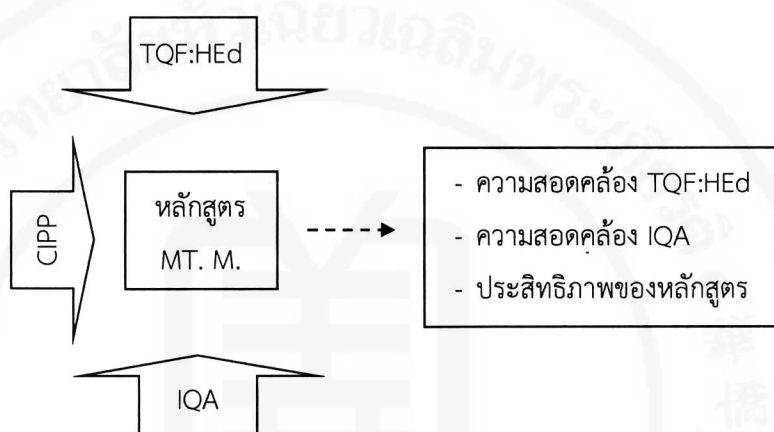 TQF:HEd
CIPP
หลักสูตร
MT. M.
- ความสอดคล้อง TQF:HEd
- ความสอดคล้อง IQA
- ประสิทธิภาพของหลักสูตร
IQA